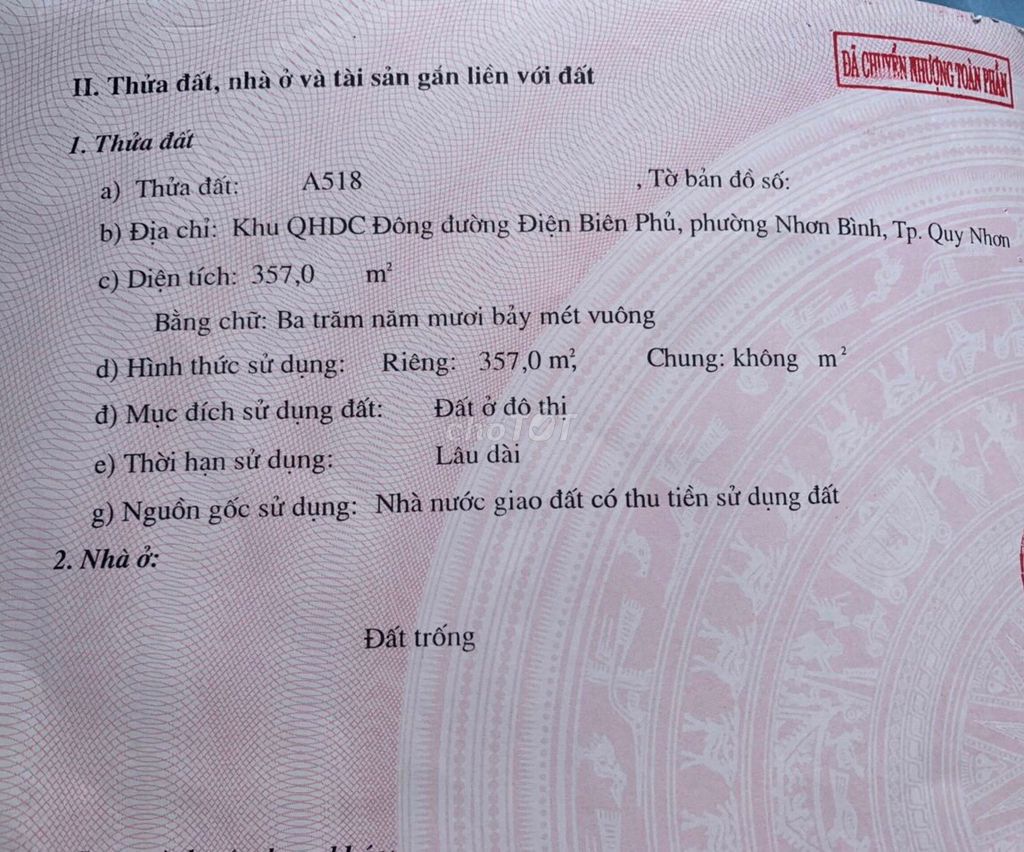 ĐÃ CHUYỂN NHƯỢNG TOÀN PHẦN
II. Thửa đất, nhà ở và tài sản gắn liền với đất
1. Thửa đất
a) Thửa đất: A518 , Tờ bản đồ số:
b) Địa chỉ: Khu QHDC Đông đường Điện Biên Phủ, phường Nhơn Bình, Tp. Quy Nhơn
c) Diện tích: 357,0 m²
Bằng chữ: Ba trăm năm mươi bảy mét vuông
d) Hình thức sử dụng: Riêng: 357,0 m², Chung: không m²
đ) Mục đích sử dụng đất: Đất ở đô thị
chợTỐT
e) Thời hạn sử dụng: Lâu dài
g) Nguồn gốc sử dụng: Nhà nước giao đất có thu tiền sử dụng đất
2. Nhà ở:
Đất trống